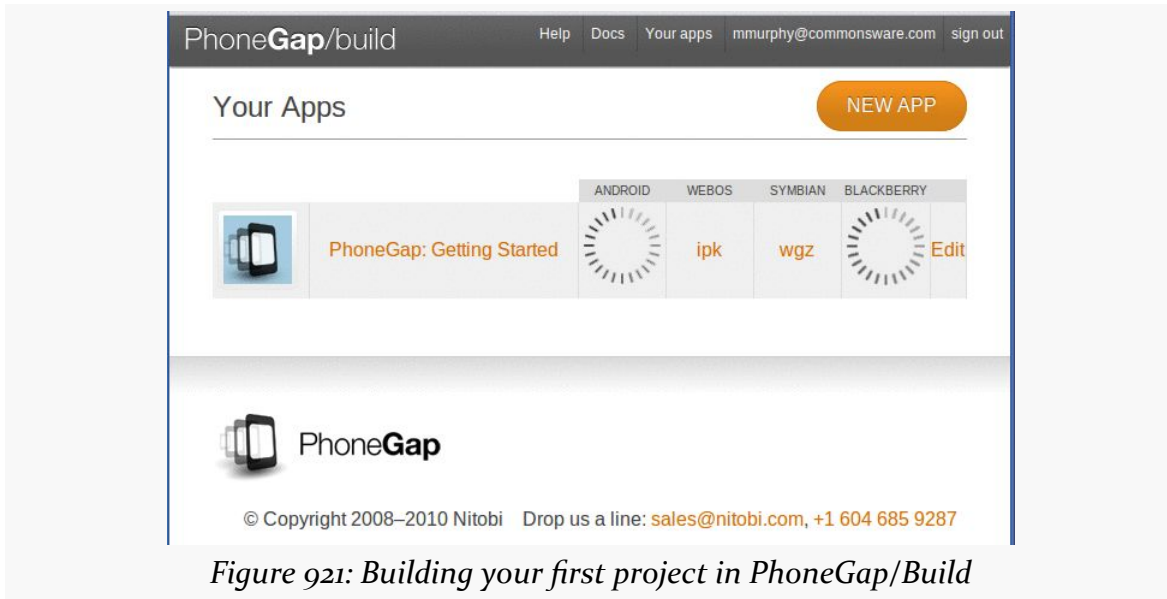 PhoneGap/build Help Docs Your apps mmurphy@commonsware.com sign out
Your Apps NEW APP
ANDROID WEBOS SYMBIAN BLACKBERRY
PhoneGap: Getting Started ipk wgz Edit
PhoneGap
© Copyright 2008–2010 Nitobi Drop us a line: sales@nitobi.com, +1 604 685 9287
Figure 921: Building your first project in PhoneGap/Build